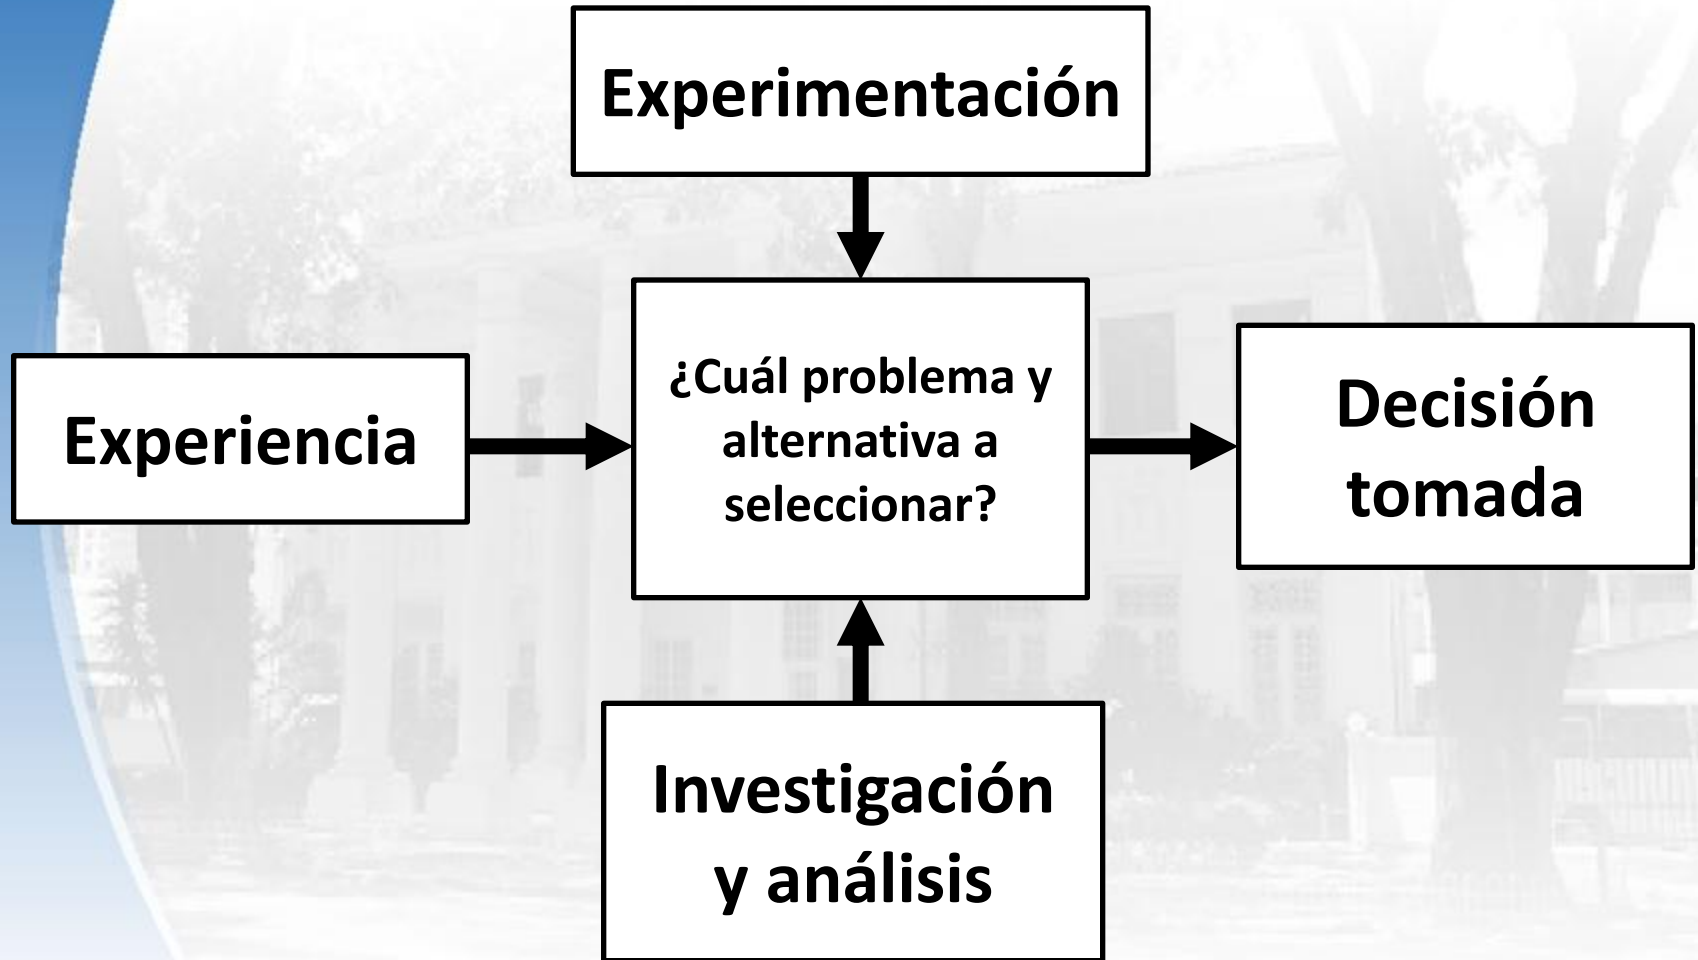 Experimentación
Experiencia
¿Cuál problema y
alternativa a
seleccionar?
Decisión
tomada
Investigación
y análisis